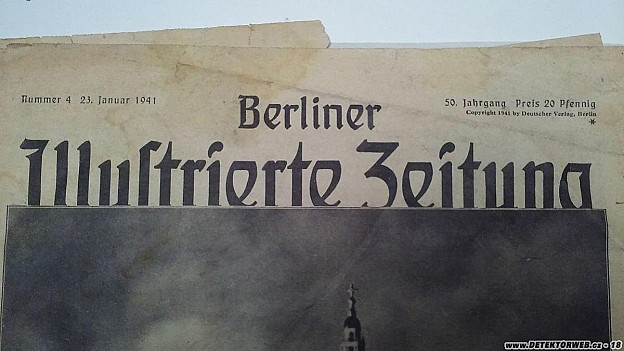 Nummer 4 23. Januar 1941
Berliner
50. Jahrgang Preis 20 Pfennig
Copyright 1941 by Deutscher Verlag, Berlin
*
Illustrierte Zeitung
www.DETEKTORWEB.cz - 18